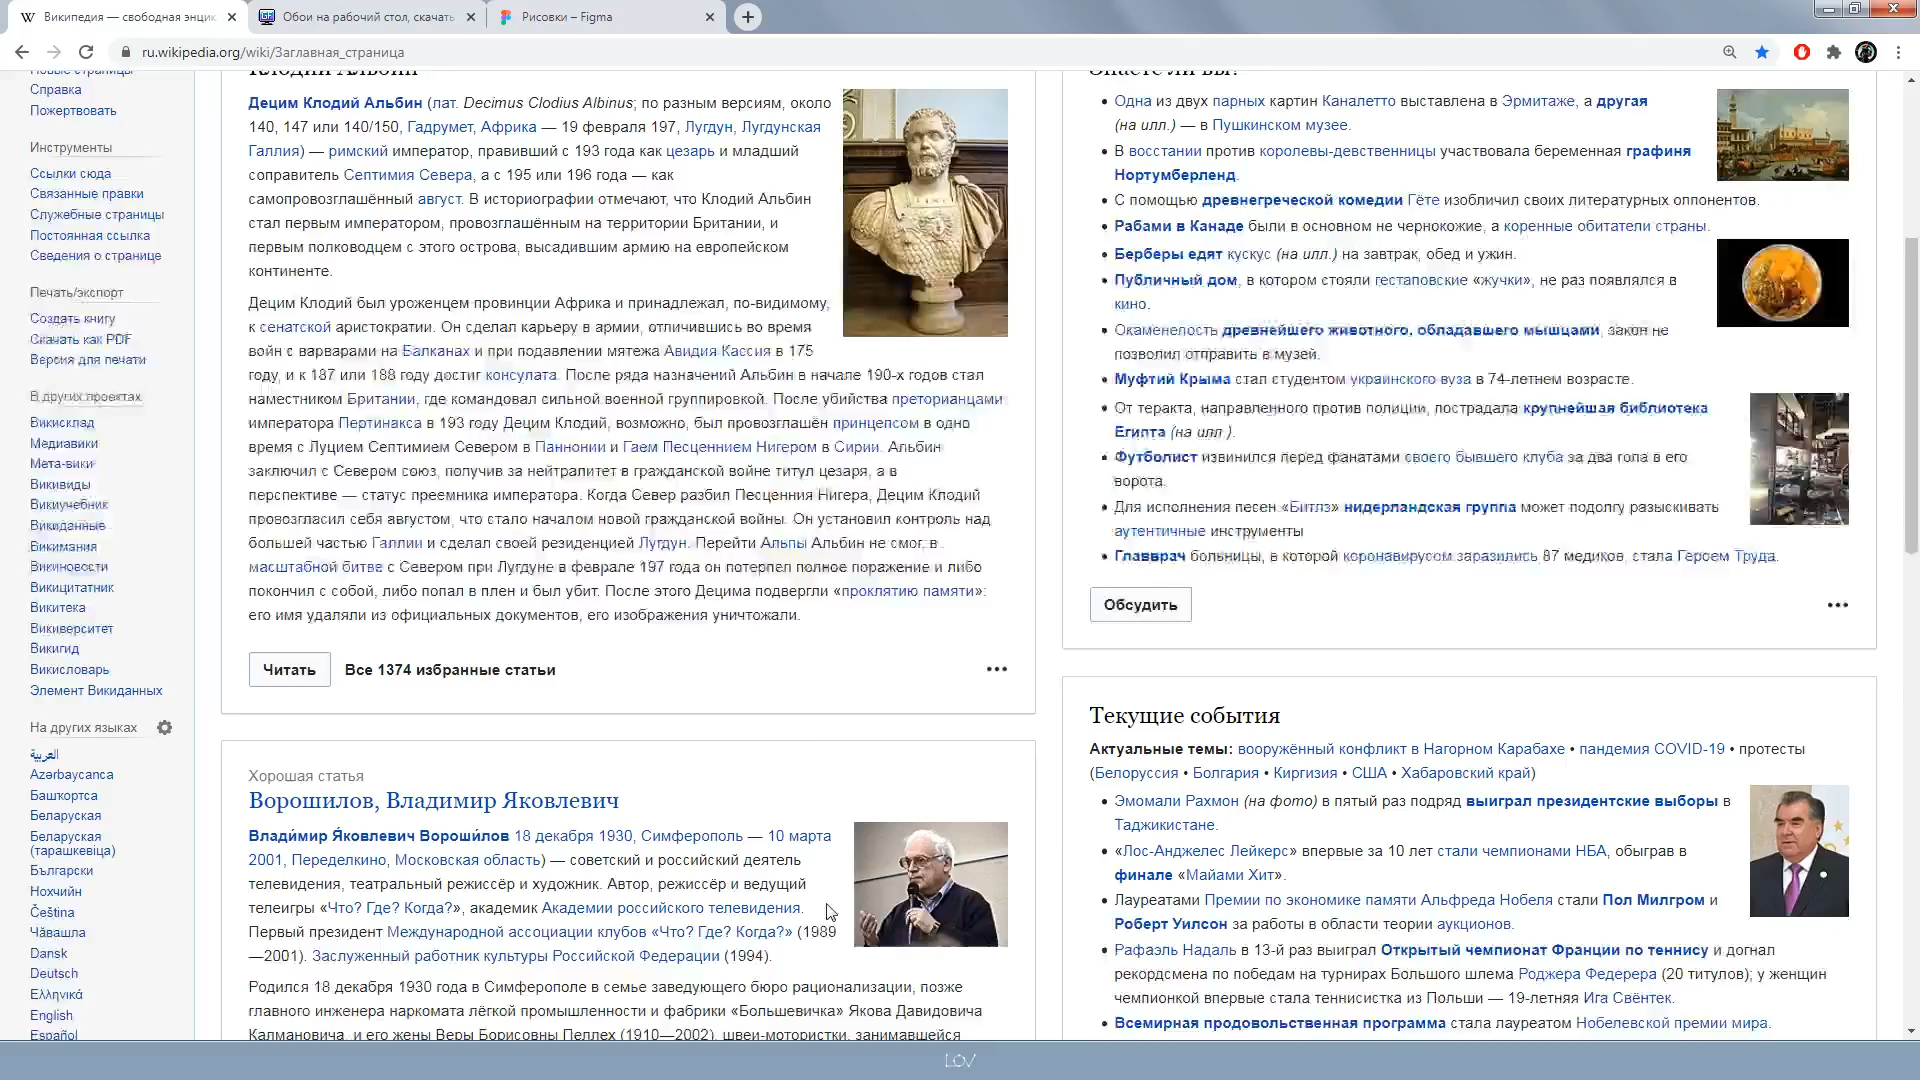 Википедия — свободная энцик
Обои на рабочий стол, скачать
Рисовки – Figma
ru.wikipedia.org/wiki/Заглавная_страница
Новые страницы
Справка
Пожертвовать
Инструменты
Ссылки сюда
Связанные правки
Служебные страницы
Постоянная ссылка
Сведения о странице
Печать/экспорт
Создать книгу
Скачать как PDF
Версия для печати
В других проектах
Викисклад
Медиавики
Мета-вики
Викивиды
Викиучебник
Викиданные
Викимания
Викиновости
Викицитатник
Викитека
Викиверситет
Викигид
Викисловарь
Элемент Викиданных
На других языках
العربية
Azərbaycanca
Башҡортса
Беларуская
Беларуская
(тарашкевіца)
Български
Нохчийн
Čeština
Чӑвашла
Dansk
Deutsch
Ελληνικά
English
Español
Клодий Альбин
Децим Клодий Альбин (лат. Decimus Clodius Albinus; по разным версиям, около
140, 147 или 140/150, Гадрумет, Африка — 19 февраля 197, Лугдун, Лугдунская
Галлия) — римский император, правивший с 193 года как цезарь и младший
соправитель Септимия Севера, а с 195 или 196 года — как
самопровозглашённый август. В историографии отмечают, что Клодий Альбин
стал первым императором, провозглашённым на территории Британии, и
первым полководцем с этого острова, высадившим армию на европейском
континенте.
Децим Клодий был уроженцем провинции Африка и принадлежал, по-видимому,
к сенатской аристократии. Он сделал карьеру в армии, отличившись во время
войн с варварами на Балканах и при подавлении мятежа Авидия Кассия в 175
году, и к 187 или 188 году достиг консулата. После ряда назначений Альбин в начале 190-х годов стал
наместником Британии, где командовал сильной военной группировкой. После убийства преторианцами
императора Пертинакса в 193 году Децим Клодий, возможно, был провозглашён принцепсом в одно
время с Луцием Септимием Севером в Паннонии и Гаем Песценнием Нигером в Сирии. Альбин
заключил с Севером союз, получив за нейтралитет в гражданской войне титул цезаря, а в
перспективе — статус преемника императора. Когда Север разбил Песценния Нигера, Децим Клодий
провозгласил себя августом, что стало началом новой гражданской войны. Он установил контроль над
большей частью Галлии и сделал своей резиденцией Лугдун. Перейти Альпы Альбин не смог, в
масштабной битве с Севером при Лугдуне в феврале 197 года он потерпел полное поражение и либо
покончил с собой, либо попал в плен и был убит. После этого Децима подвергли «проклятию памяти»:
его имя удаляли из официальных документов, его изображения уничтожали.
Читать Все 1374 избранные статьи
Хорошая статья
Ворошилов, Владимир Яковлевич
Влади́мир Я́ковлевич Вороши́лов 18 декабря 1930, Симферополь — 10 марта
2001, Переделкино, Московская область) — советский и российский деятель
телевидения, театральный режиссёр и художник. Автор, режиссёр и ведущий
телеигры «Что? Где? Когда?», академик Академии российского телевидения.
Первый президент Международной ассоциации клубов «Что? Где? Когда?» (1989
—2001). Заслуженный работник культуры Российской Федерации (1994).
Родился 18 декабря 1930 года в Симферополе в семье заведующего бюро рационализации, позже
главного инженера наркомата лёгкой промышленности и фабрики «Большевичка» Якова Давидовича
Калмановича, и его жены Веры Борисовны Пеллех (1910—2002), швеи-мотористки, занимавшейся
Знаете ли вы?
Одна из двух парных картин Каналетто выставлена в Эрмитаже, а другая
(на илл.) — в Пушкинском музее.
В восстании против королевы-девственницы участвовала беременная графиня
Нортумберленд.
С помощью древнегреческой комедии Гёте изобличил своих литературных оппонентов.
Рабами в Канаде были в основном не чернокожие, а коренные обитатели страны.
Берберы едят кускус (на илл.) на завтрак, обед и ужин.
Публичный дом, в котором стояли гестаповские «жучки», не раз появлялся в
кино.
Окаменелость древнейшего животного, обладавшего мышцами, закон не
позволил отправить в музей.
Муфтий Крыма стал студентом украинского вуза в 74-летнем возрасте.
От теракта, направленного против полиции, пострадала крупнейшая библиотека
Египта (на илл.).
Футболист извинился перед фанатами своего бывшего клуба за два гола в его
ворота.
Для исполнения песен «Битлз» нидерландская группа может подолгу разыскивать
аутентичные инструменты
Главврач больницы, в которой коронавирусом заразились 87 медиков, стала Героем Труда.
Обсудить
Текущие события
Актуальные темы: вооружённый конфликт в Нагорном Карабахе • пандемия COVID-19 • протесты
(Белоруссия • Болгария • Киргизия • США • Хабаровский край)
Эмомали Рахмон (на фото) в пятый раз подряд выиграл президентские выборы в
Таджикистане.
«Лос-Анджелес Лейкерс» впервые за 10 лет стали чемпионами НБА, обыграв в
финале «Майами Хит».
Лауреатами Премии по экономике памяти Альфреда Нобеля стали Пол Милгром и
Роберт Уилсон за работы в области теории аукционов.
Рафаэль Надаль в 13-й раз выиграл Открытый чемпионат Франции по теннису и догнал
рекордсмена по победам на турнирах Большого шлема Роджера Федерера (20 титулов); у женщин
чемпионкой впервые стала теннисистка из Польши — 19-летняя Ига Свёнтек.
Всемирная продовольственная программа стала лауреатом Нобелевской премии мира.
LOV